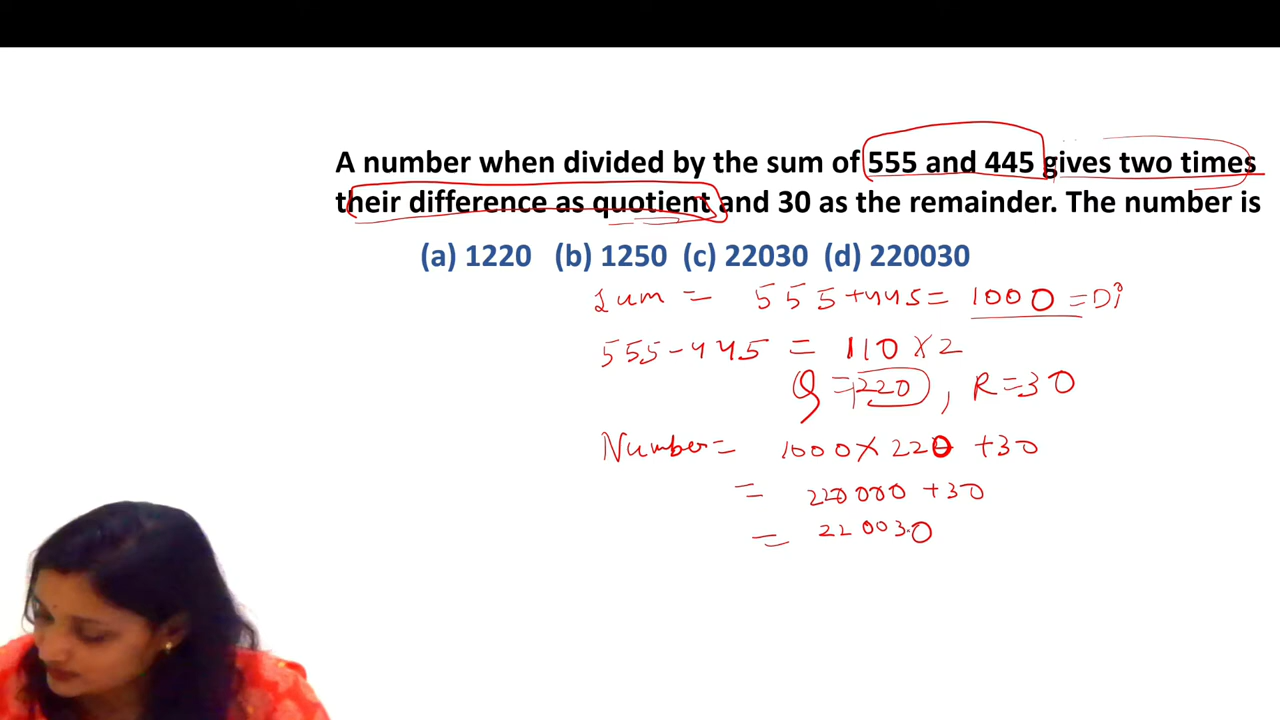 A number when divided by the sum of 555 and 445 gives two times
their difference as quotient and 30 as the remainder. The number is
(a) 1220 (b) 1250 (c) 22030 (d) 220030
Sum = 555+445 = 1000 = Di
555-445 = 110 × 2
Q = 220 , R = 30
Number = 1000 × 220 + 30
= 220000 + 30
= 220030